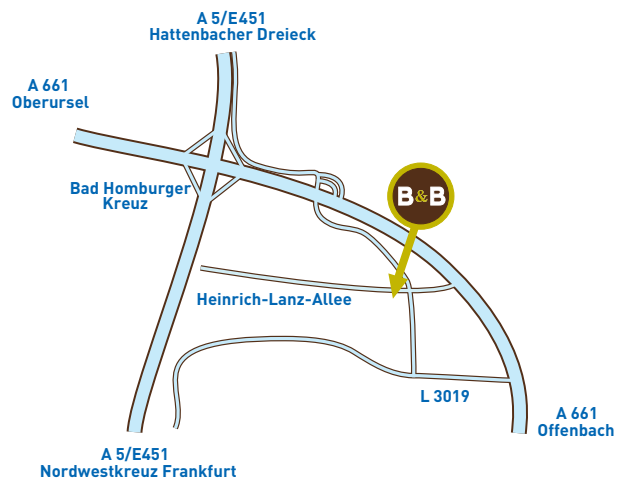 A 5/E451
Hattenbacher Dreieck
A 661
Oberursel
Bad Homburger
Kreuz
B&B
Heinrich-Lanz-Allee
L 3019
A 661
Offenbach
A 5/E451
Nordwestkreuz Frankfurt